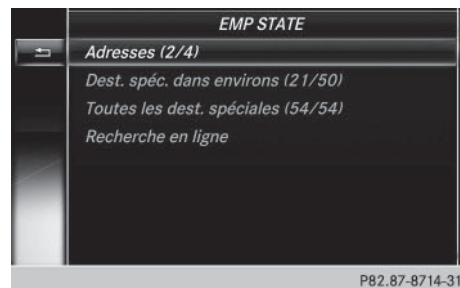 EMP STATE
Adresses (2/4)
Dest. spéc. dans environs (21/50)
Toutes les dest. spéciales (54/54)
Recherche en ligne
P82.87-8714-31